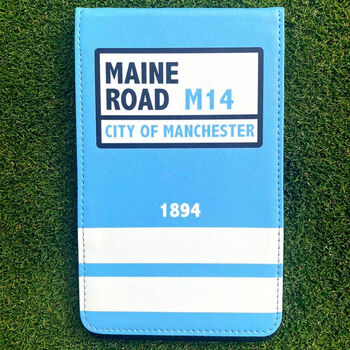 MAINE
ROAD M14
CITY OF MANCHESTER
1894